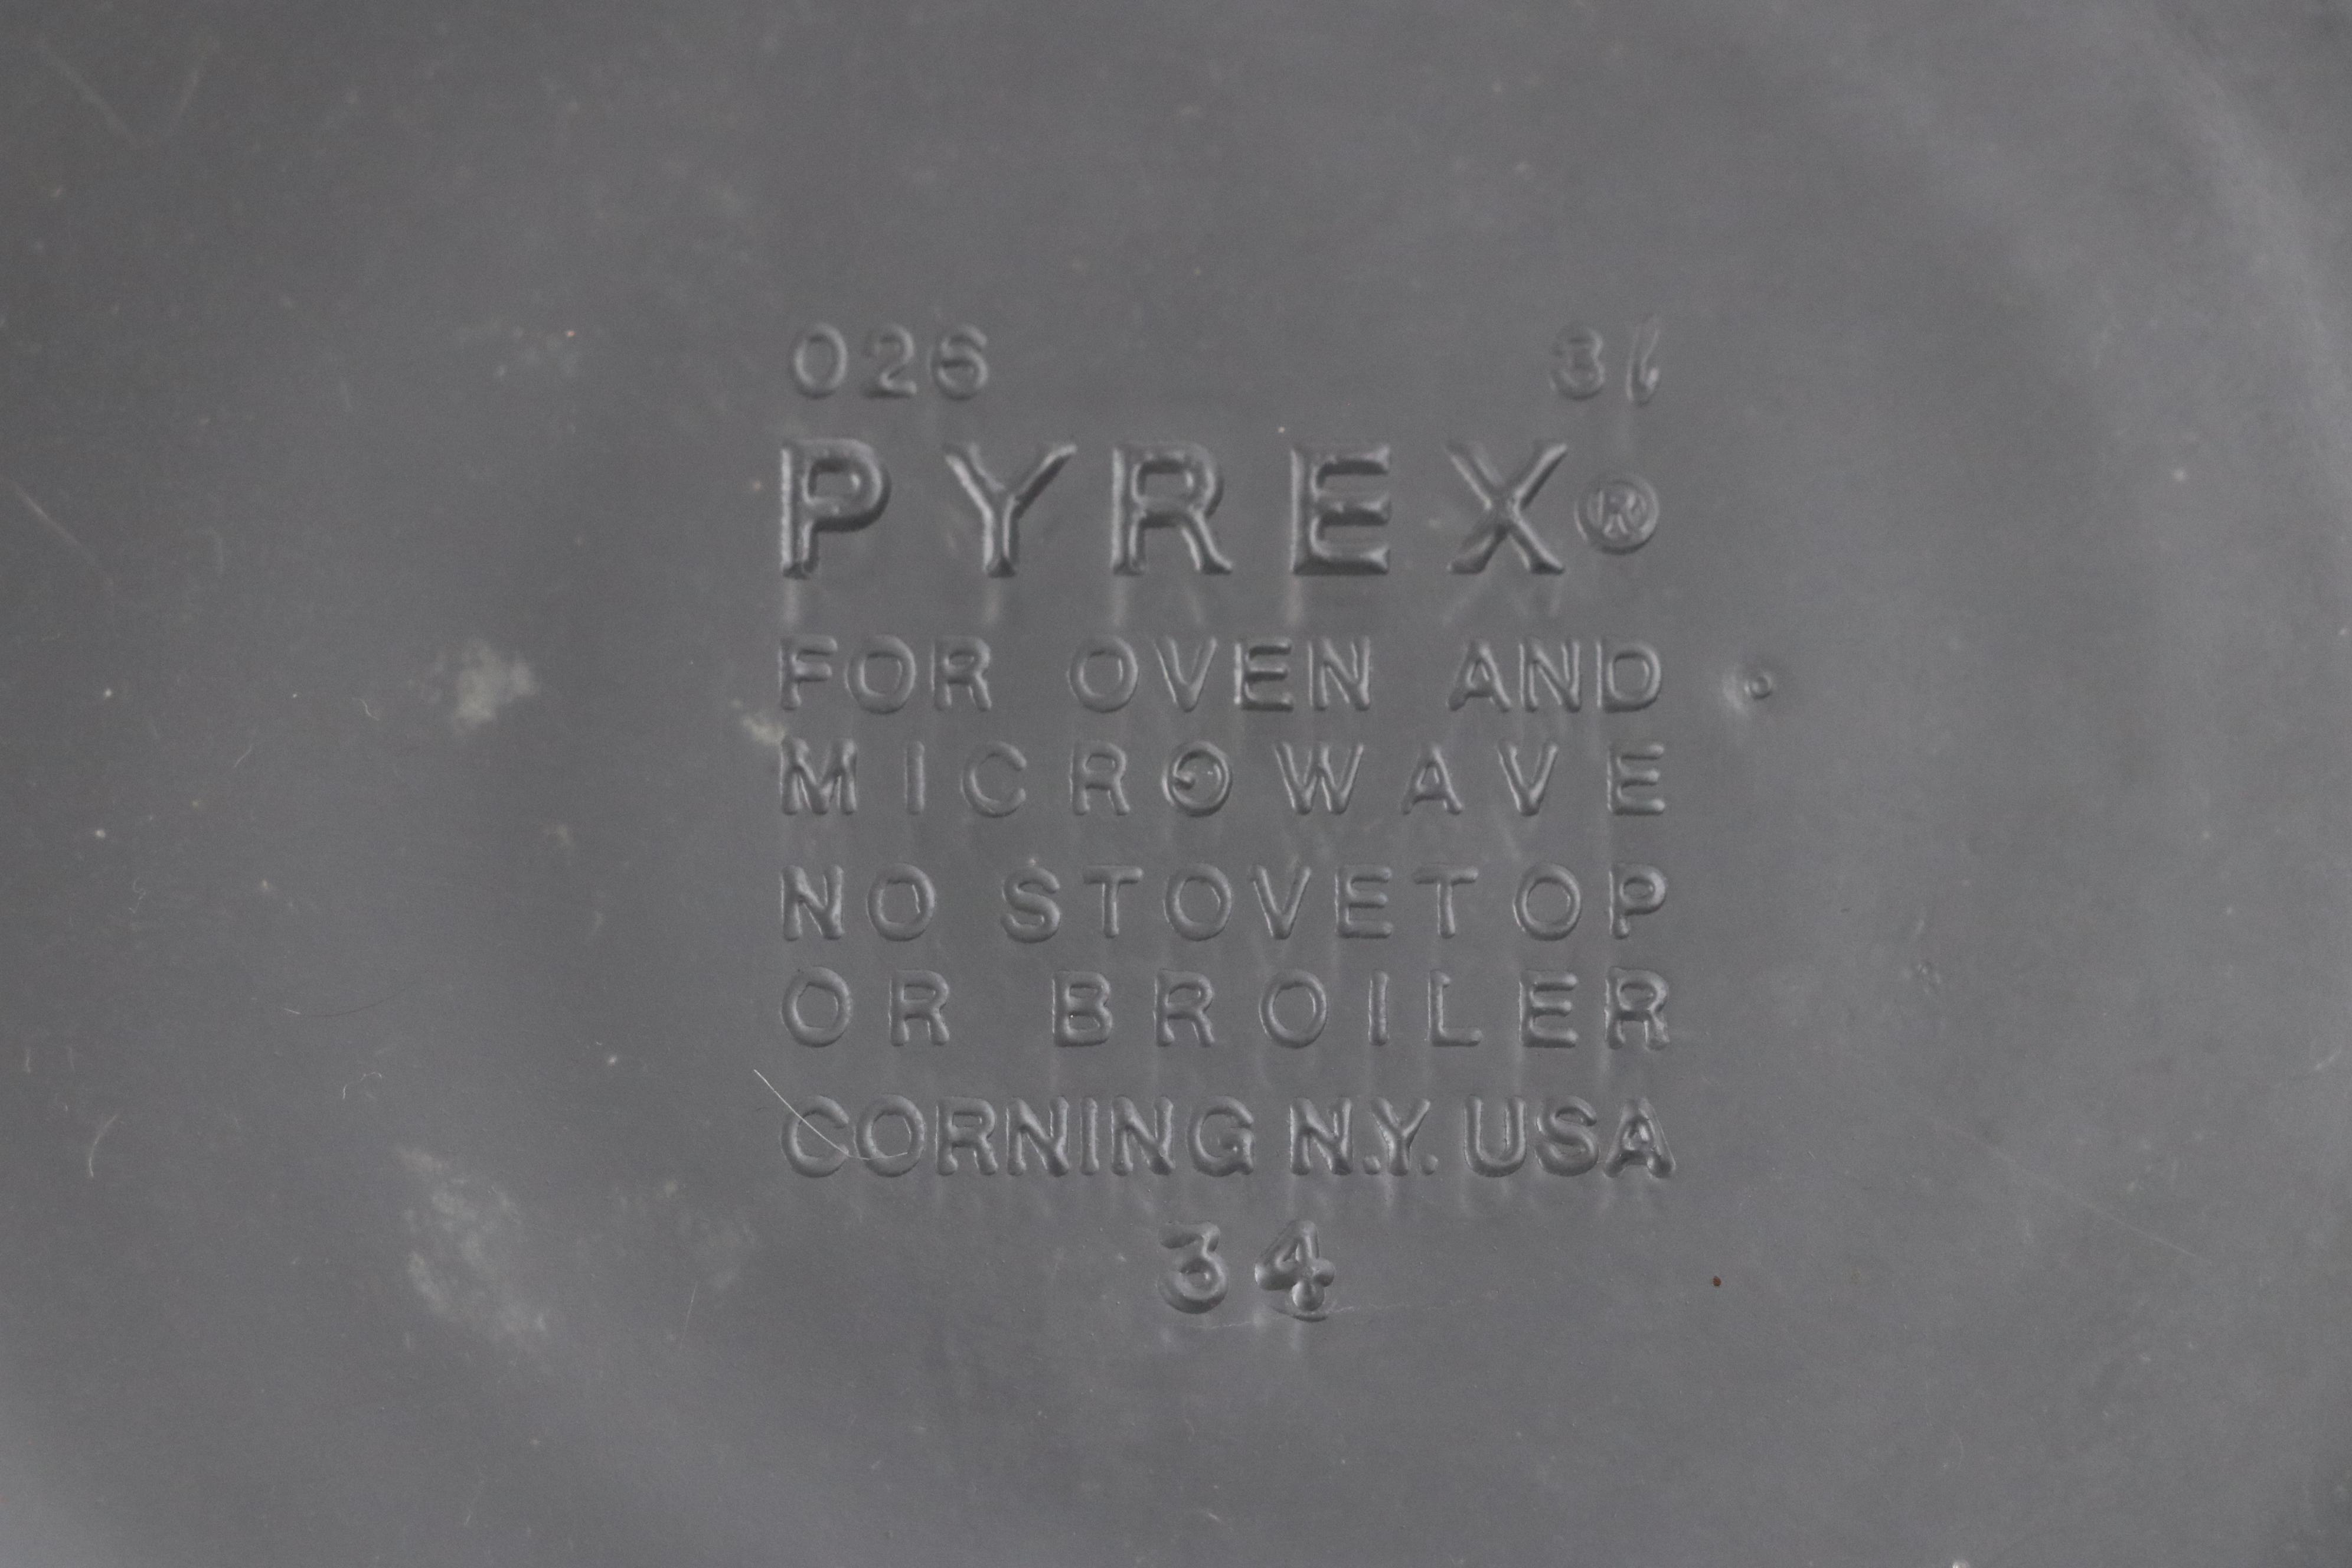 026 3l
PYREX®
FOR OVEN AND
MICROWAVE
NO STOVETOP
OR BROILER
CORNING N.Y. USA
34